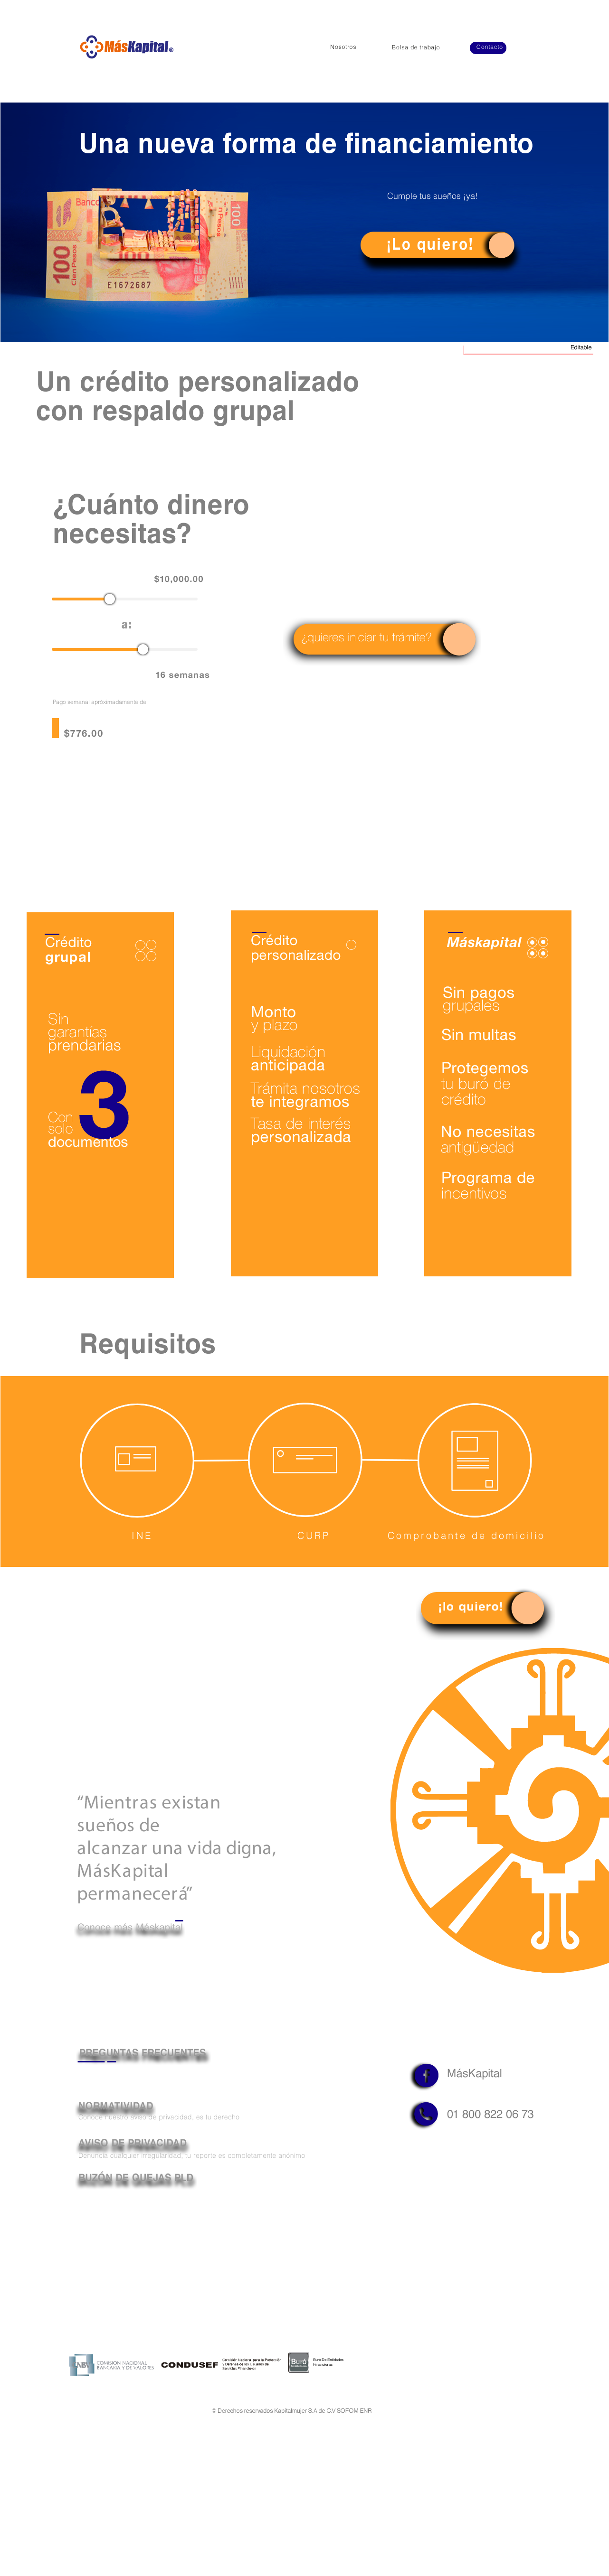 MásKapital®
Nosotros
Bolsa de trabajo
Contacto
Una nueva forma de financiamiento
Cumple tus sueños ¡ya!
¡Lo quiero!
Banco
100
Cien Pesos
100
E1672687
Editable
Un crédito personalizado
con respaldo grupal
¿Cuánto dinero
necesitas?
$10,000.00
a:
¿quieres iniciar tu trámite?
16 semanas
Pago semanal apróximadamente de:
$776.00
Crédito
grupal
Sin
garantías
prendarias
3
Con
solo
documentos
Crédito
personalizado
Monto
y plazo
Liquidación
anticipada
Trámita nosotros
te integramos
Tasa de interés
personalizada
Máskapital
Sin pagos
grupales
Sin multas
Protegemos
tu buró de
crédito
No necesitas
antigüedad
Programa de
incentivos
Requisitos
INE
CURP
Comprobante de domicilio
¡lo quiero!
“Mientras existan
sueños de
alcanzar una vida digna,
MásKapital
permanecerá”
Conoce más Máskapital
PREGUNTAS FRECUENTES
NORMATIVIDAD
Conoce nuestro aviso de privacidad, es tu derecho
AVISO DE PRIVACIDAD
Denuncia cualquier irregularidad, tu reporte es completamente anónimo
BUZÓN DE QUEJAS PLD
MásKapital
01 800 822 06 73
COMISIÓN NACIONAL
BANCARIA Y DE VALORES
CONDUSEF
Comisión Nacional para la Protección
y Defensa de los Usuarios de
Servicios Financieros
Buró
Buró De Entidades
Financieras
© Derechos reservados Kapitalmujer S A de C V SOFOM ENR